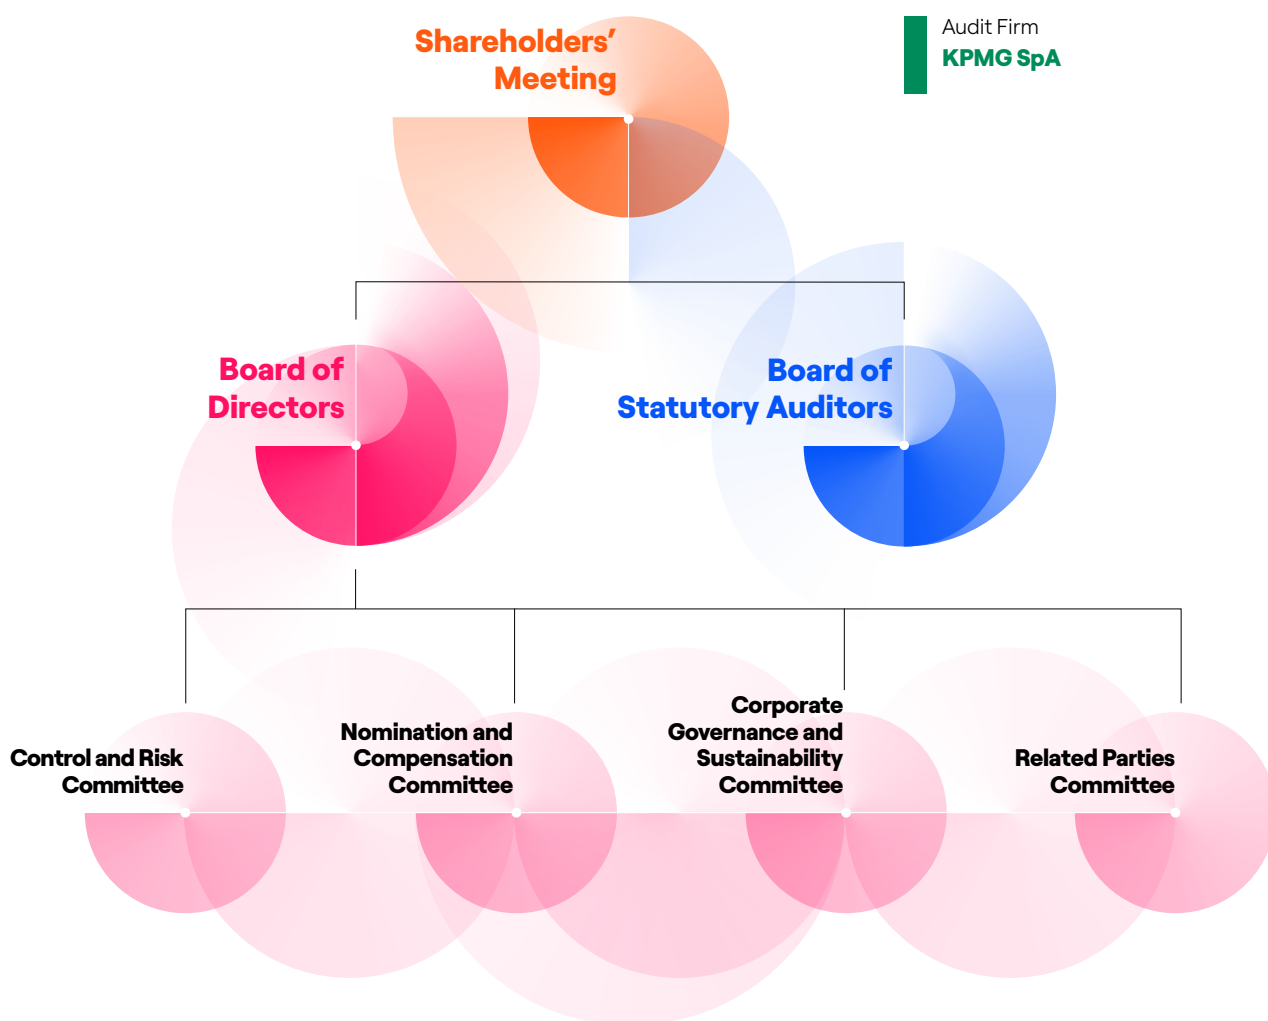 Shareholders’
Meeting
Audit Firm
KPMG SpA
Board of
Directors
Board of
Statutory Auditors
Control and Risk
Committee
Nomination and
Compensation
Committee
Corporate
Governance and
Sustainability
Committee
Related Parties
Committee